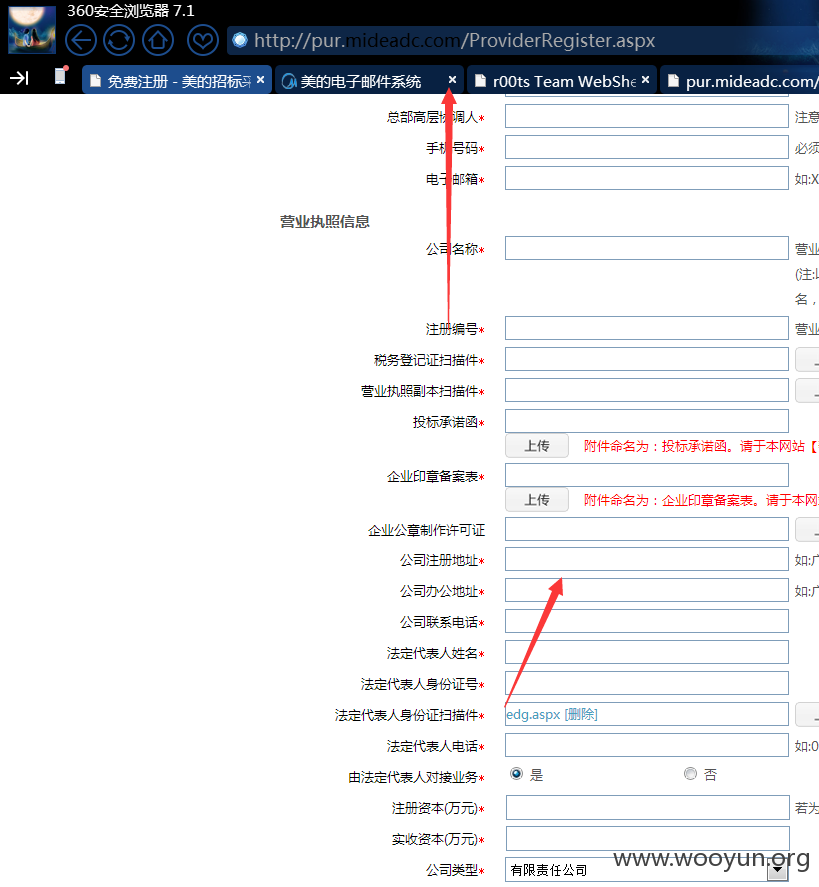 360安全浏览器 7.1
http://pur.mideadc.com/ProviderRegister.aspx
免费注册 - 美的招标采
美的电子邮件系统
r00ts Team WebShe
pur.mideadc.com/
总部高层协调人* 注意
手机号码* 必须
电子邮箱* 如:X
营业执照信息
公司名称* 营业
(注:以
名，
注册编号* 营业
税务登记证扫描件*
营业执照副本扫描件*
投标承诺函*
上传 附件命名为：投标承诺函。请于本网站【
企业印章备案表*
上传 附件命名为：企业印章备案表。请于本网
企业公章制作许可证
公司注册地址* 如:广
公司办公地址* 如:广
公司联系电话*
法定代表人姓名*
法定代表人身份证号*
法定代表人身份证扫描件* edg.aspx [删除]
法定代表人电话* 如:0
由法定代表人对接业务* 是 否
注册资本(万元)* 若为
实收资本(万元)*
公司类型* 有限责任公司
www.wooyun.org